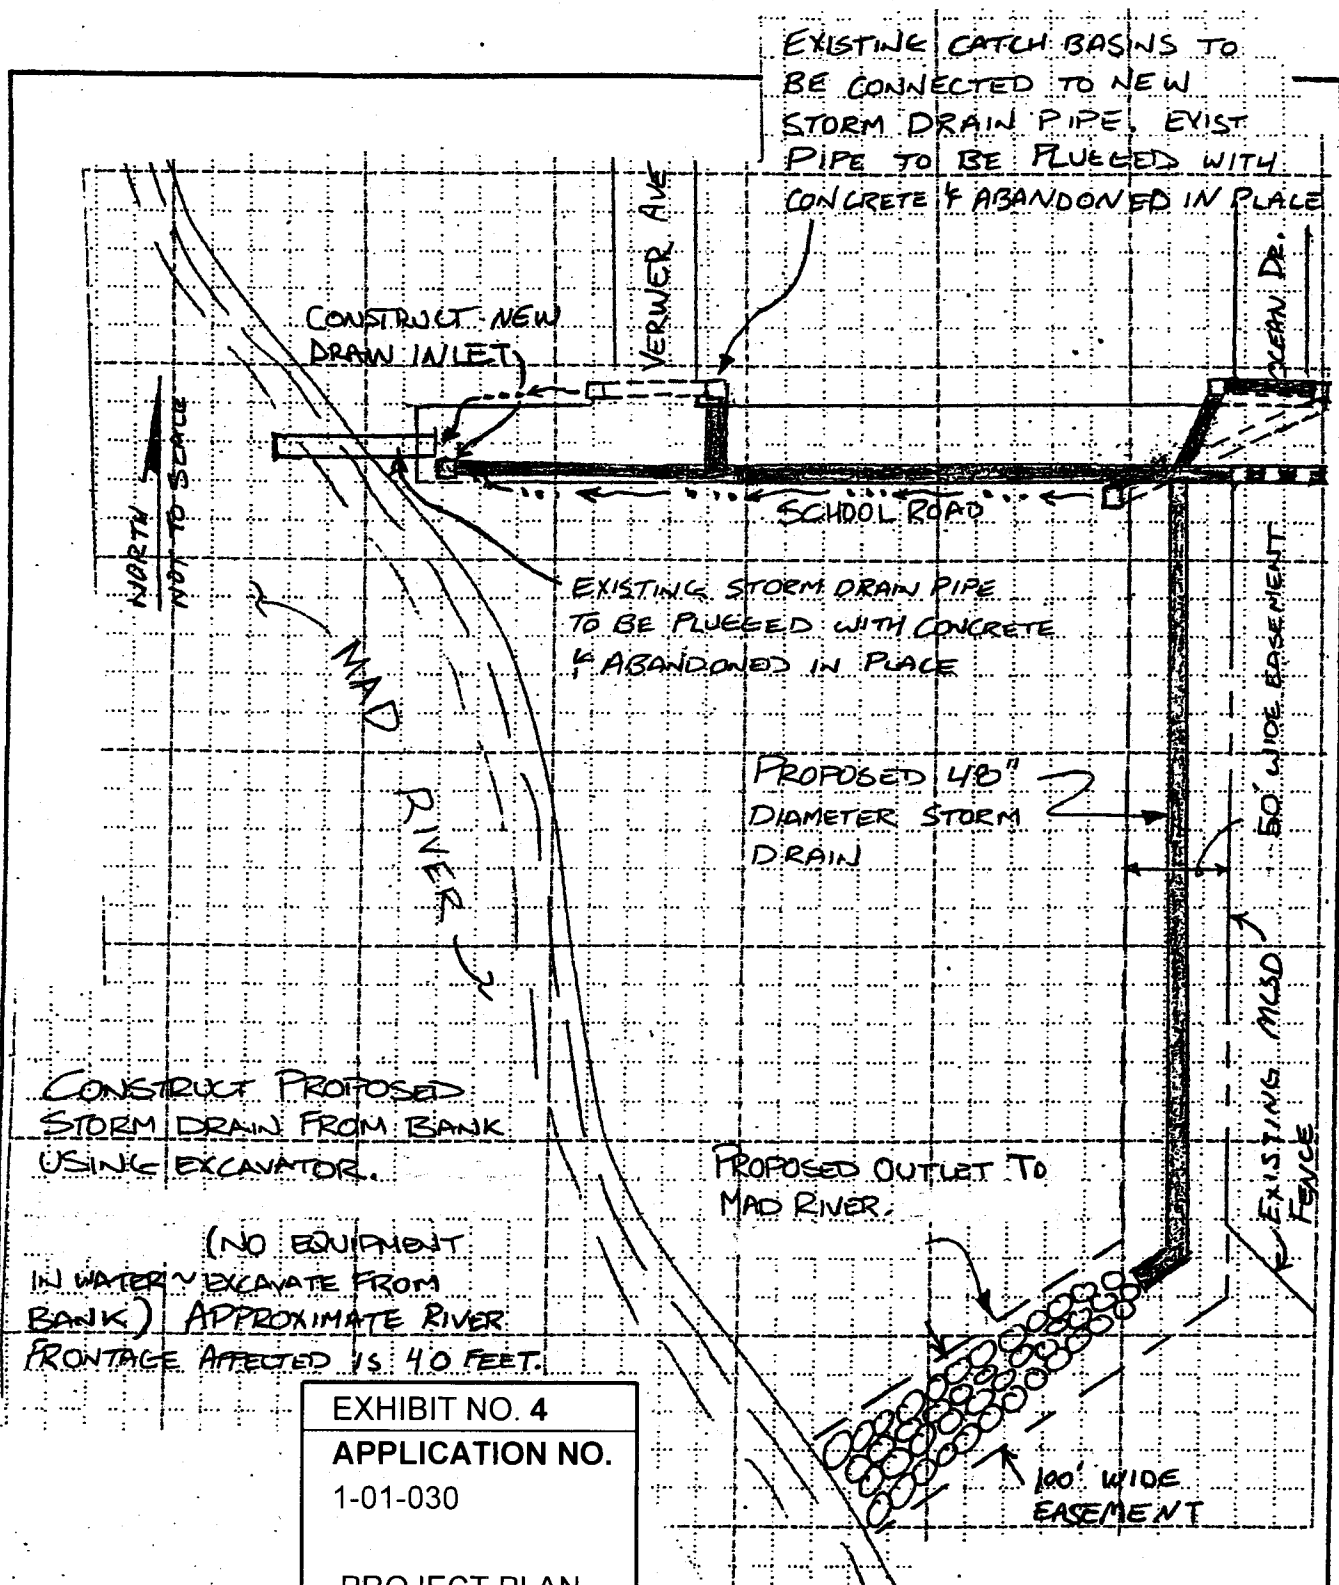 EXISTING CATCH BASINS TO
BE CONNECTED TO NEW
STORM DRAIN PIPE. EXIST
PIPE TO BE PLUGGED WITH
CONCRETE & ABANDONED IN PLACE
VERWER AVE
OCEAN DR.
CONSTRUCT NEW
DRAIN INLET
NORTH
NOT TO SCALE
SCHOOL ROAD
EXISTING STORM DRAIN PIPE
TO BE PLUGGED WITH CONCRETE
& ABANDONED IN PLACE
MAD
RIVER
50' WIDE EASEMENT
PROPOSED 48"
DIAMETER STORM
DRAIN
EXISTING MCSD
FENCE
CONSTRUCT PROPOSED
STORM DRAIN FROM BANK
USING EXCAVATOR.
PROPOSED OUTLET TO
MAD RIVER.
(NO EQUIPMENT
IN WATER ~ EXCAVATE FROM
BANK) APPROXIMATE RIVER
FRONTAGE AFFECTED IS 40 FEET.
100' WIDE
EASEMENT
EXHIBIT NO. 4
APPLICATION NO.
1-01-030
PROJECT PLAN